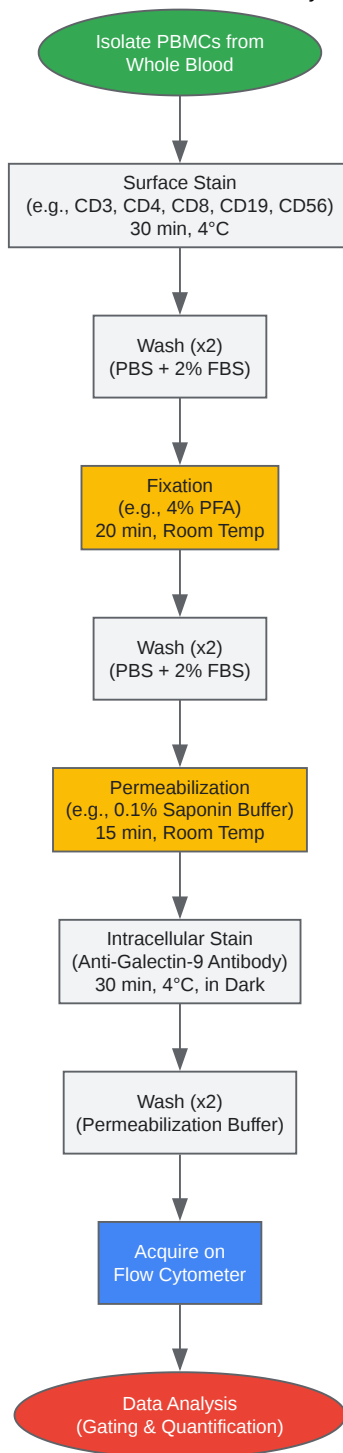 Isolate PBMCs from
Whole Blood
Surface Stain
(e.g., CD3, CD4, CD8, CD19, CD56)
30 min, 4°C
Wash (x2)
(PBS + 2% FBS)
Fixation
(e.g., 4% PFA)
20 min, Room Temp
Wash (x2)
(PBS + 2% FBS)
Permeabilization
(e.g., 0.1% Saponin Buffer)
15 min, Room Temp
Intracellular Stain
(Anti-Galectin-9 Antibody)
30 min, 4°C, in Dark
Wash (x2)
(Permeabilization Buffer)
Acquire on
Flow Cytometer
Data Analysis
(Gating & Quantification)